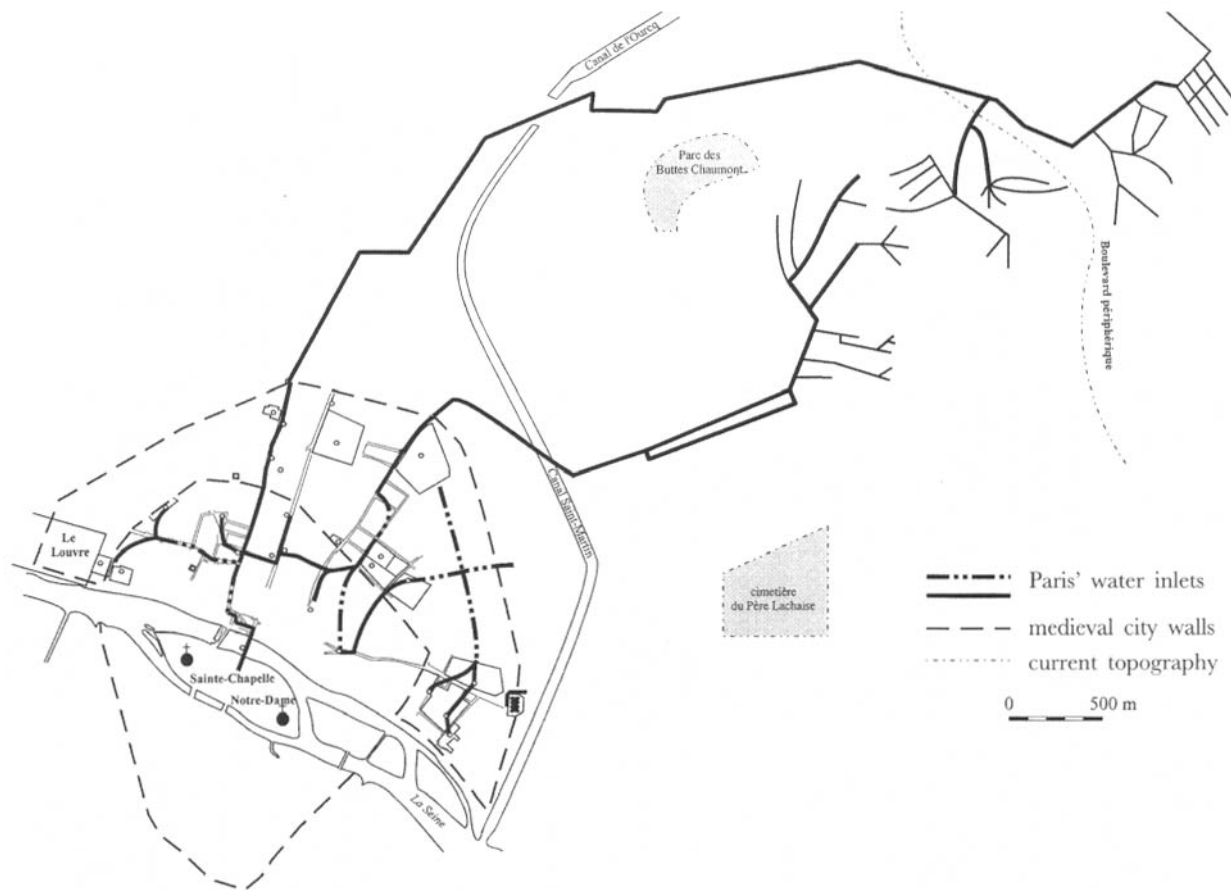 Canal de l'Ourcq
Parc des
Buttes Chaumont
Boulevard périphérique
Canal Saint-Martin
Le
Louvre
cimetière
du Père Lachaise
Sainte-Chapelle
Notre-Dame
La Seine
Paris' water inlets
medieval city walls
current topography
0 500 m